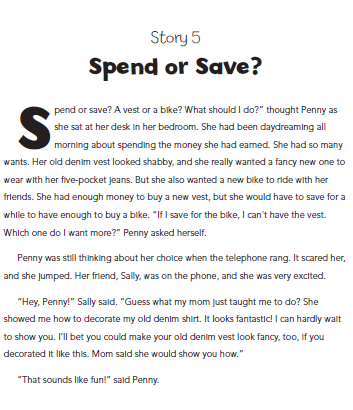 Story 5
Spend or Save?
Spend or save? A vest or a bike? What should I do?” thought Penny as
she sat at her desk in her bedroom. She had been daydreaming all
morning about spending the money she had earned. She had so many
wants. Her old denim vest looked shabby, and she really wanted a fancy new one to
wear with her five-pocket jeans. But she also wanted a new bike to ride with her
friends. She had enough money to buy a new vest, but she would have to save for a
while to have enough to buy a bike. “If I save for the bike, I can't have the vest.
Which one do I want more?” Penny asked herself.
Penny was still thinking about her choice when the telephone rang. It scared her,
and she jumped. Her friend, Sally, was on the phone, and she was very excited.
“Hey, Penny!” Sally said. “Guess what my mom just taught me to do? She
showed me how to decorate my old denim shirt. It looks fantastic! I can hardly wait
to show you. I’ll bet you could make your old denim vest look fancy, too, if you
decorated it like this. Mom said she would show you how.”
“That sounds like fun!” said Penny.